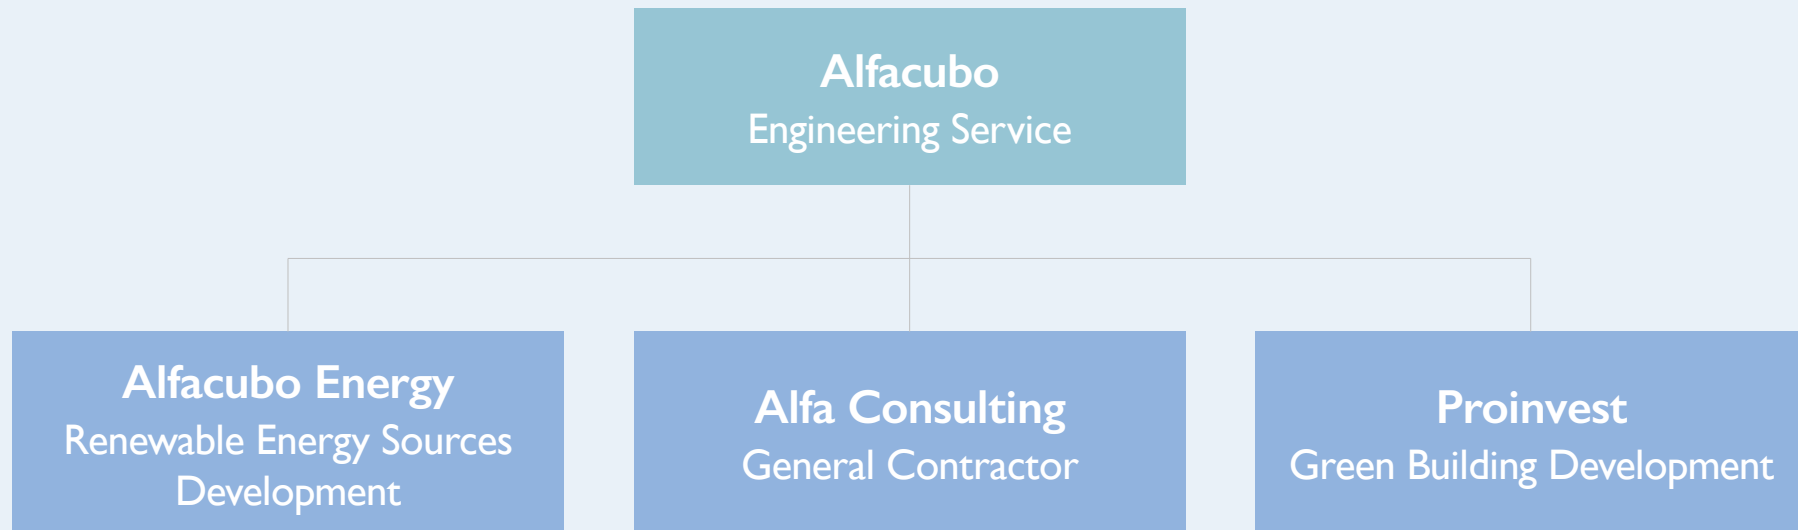 Alfacubo
Engineering Service
Alfacubo Energy
Renewable Energy Sources
Development
Alfa Consulting
General Contractor
Proinvest
Green Building Development